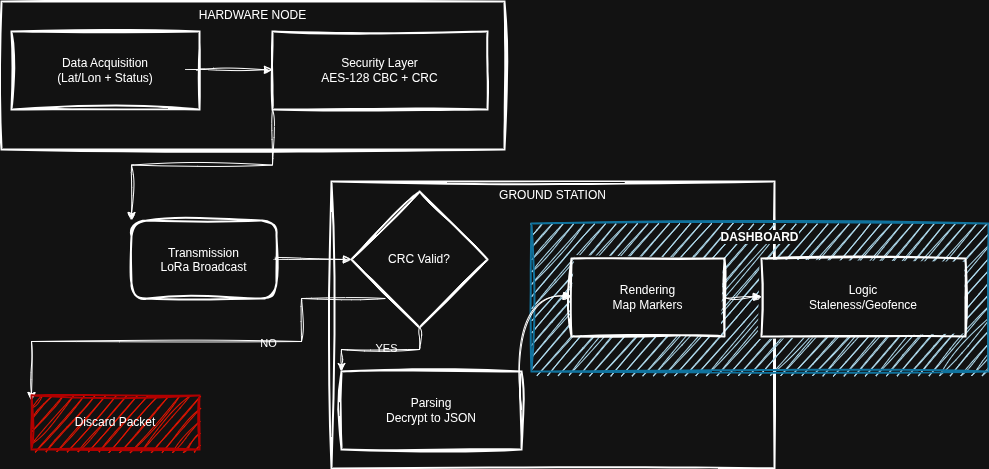 HARDWARE NODE
Data Acquisition
(Lat/Lon + Status)
Security Layer
AES-128 CBC + CRC
GROUND STATION
Transmission
LoRa Broadcast
CRC Valid?
DASHBOARD
Rendering
Map Markers
Logic
Staleness/Geofence
NO
YES
Parsing
Decrypt to JSON
Discard Packet